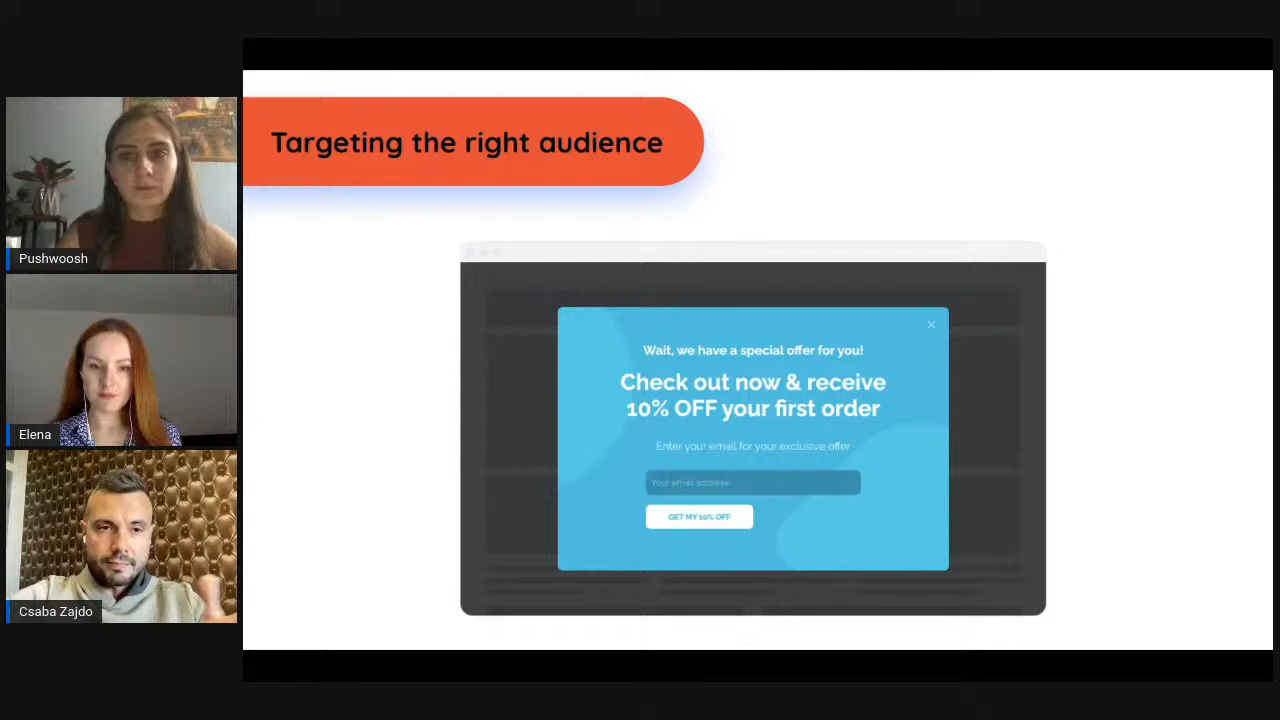 Pushwoosh
Elena
Csaba Zajdo
Targeting the right audience
Wait, we have a special offer for you!
Check out now & receive
10% OFF your first order
Enter your email for your exclusive offer
Your email address
GET MY 10% OFF